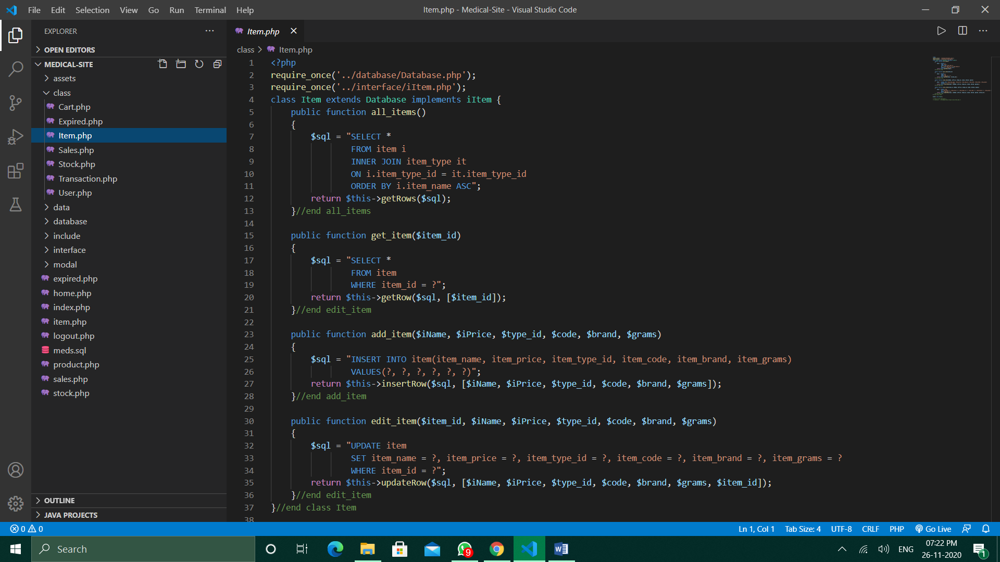 File Edit Selection View Go Run Terminal Help
Item.php - Medical-Site - Visual Studio Code
EXPLORER
OPEN EDITORS
MEDICAL-SITE
assets
class
Cart.php
Expired.php
Item.php
Sales.php
Stock.php
Transaction.php
User.php
data
database
include
interface
modal
expired.php
home.php
index.php
item.php
logout.php
meds.sql
product.php
sales.php
stock.php
OUTLINE
JAVA PROJECTS
Item.php
class > Item.php
1 <?php
2 require_once('../database/Database.php');
3 require_once('../interface/iItem.php');
4 class Item extends Database implements iItem {
5 public function all_items()
6 {
7 $sql = "SELECT *
8 FROM item i
9 INNER JOIN item_type it
10 ON i.item_type_id = it.item_type_id
11 ORDER BY i.item_name ASC";
12 return $this->getRows($sql);
13 }//end all_items
14
15 public function get_item($item_id)
16 {
17 $sql = "SELECT *
18 FROM item
19 WHERE item_id = ?";
20 return $this->getRow($sql, [$item_id]);
21 }//end edit_item
22
23 public function add_item($iName, $iPrice, $type_id, $code, $brand, $grams)
24 {
25 $sql = "INSERT INTO item(item_name, item_price, item_type_id, item_code, item_brand, item_grams)
26 VALUES(?, ?, ?, ?, ?, ?)";
27 return $this->insertRow($sql, [$iName, $iPrice, $type_id, $code, $brand, $grams]);
28 }//end add_item
29
30 public function edit_item($item_id, $iName, $iPrice, $type_id, $code, $brand, $grams)
31 {
32 $sql = "UPDATE item
33 SET item_name = ?, item_price = ?, item_type_id = ?, item_code = ?, item_brand = ?, item_grams = ?
34 WHERE item_id = ?";
35 return $this->updateRow($sql, [$iName, $iPrice, $type_id, $code, $brand, $grams, $item_id]);
36 }//end edit_item
37 }//end class Item
38
0 0
Ln 1, Col 1 Tab Size: 4 UTF-8 CRLF PHP Go Live
Search
9
ENG
07:22 PM
26-11-2020
1